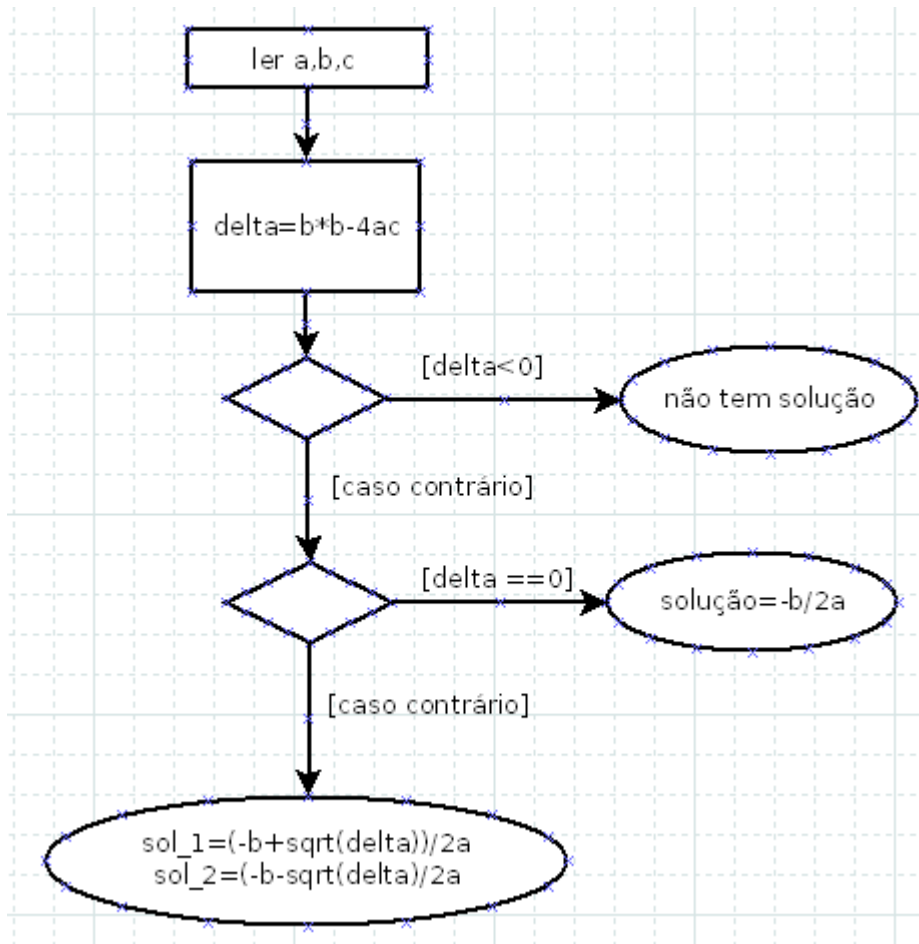 ler a,b,c
delta=b*b-4ac
[delta<0]
não tem solução
[caso contrário]
[delta ==0]
solução=-b/2a
[caso contrário]
sol_1=(-b+sqrt(delta))/2a
sol_2=(-b-sqrt(delta)/2a